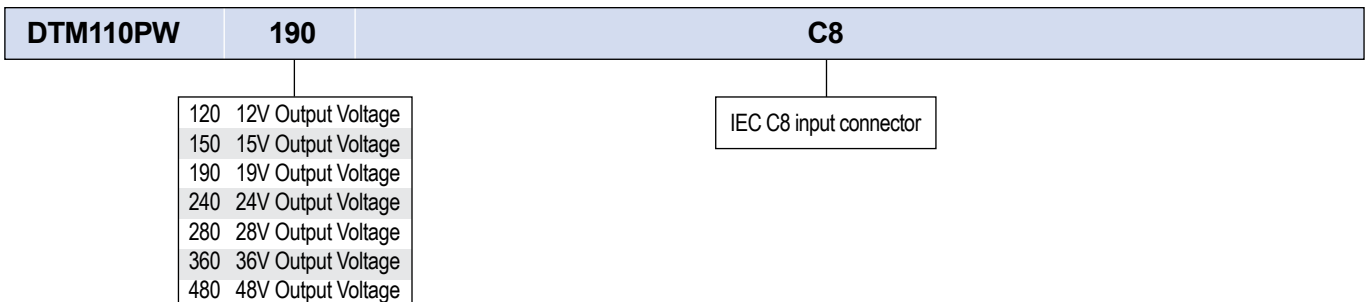 DTM110PW 190 C8
120 12V Output Voltage
150 15V Output Voltage
190 19V Output Voltage
240 24V Output Voltage
280 28V Output Voltage
360 36V Output Voltage
480 48V Output Voltage
IEC C8 input connector